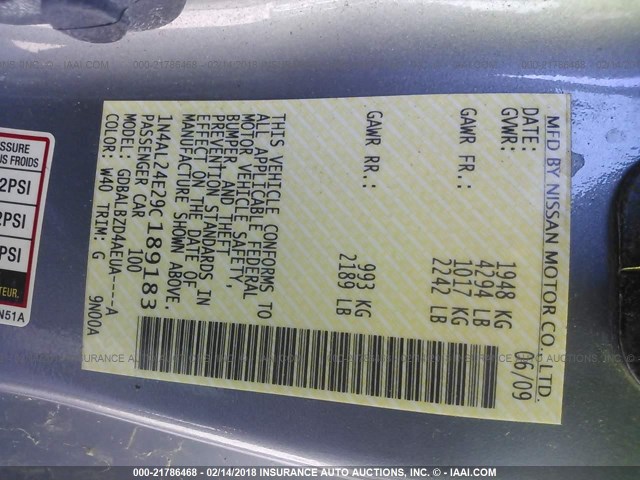 MFD BY NISSAN MOTOR CO., LTD.
DATE: 06/09
GVWR: 1948 KG
4294 LB
GAWR FR: 1017 KG
2242 LB
GAWR RR: 993 KG
2189 LB
THIS VEHICLE CONFORMS TO
ALL APPLICABLE FEDERAL
MOTOR VEHICLE SAFETY,
BUMPER AND THEFT
PREVENTION STANDARDS IN
EFFECT ON THE DATE OF
MANUFACTURE SHOWN ABOVE.
1N4AL24E29C189183
PASSENGER CAR I00
MODEL: GDBALBZD4AEUA----A
COLOR: W40 TRIM: G 9N00A
PSI
PSI
N51A
000-21786468 - 02/14/2018 INSURANCE AUTO AUCTIONS, INC. - IAAI.COM